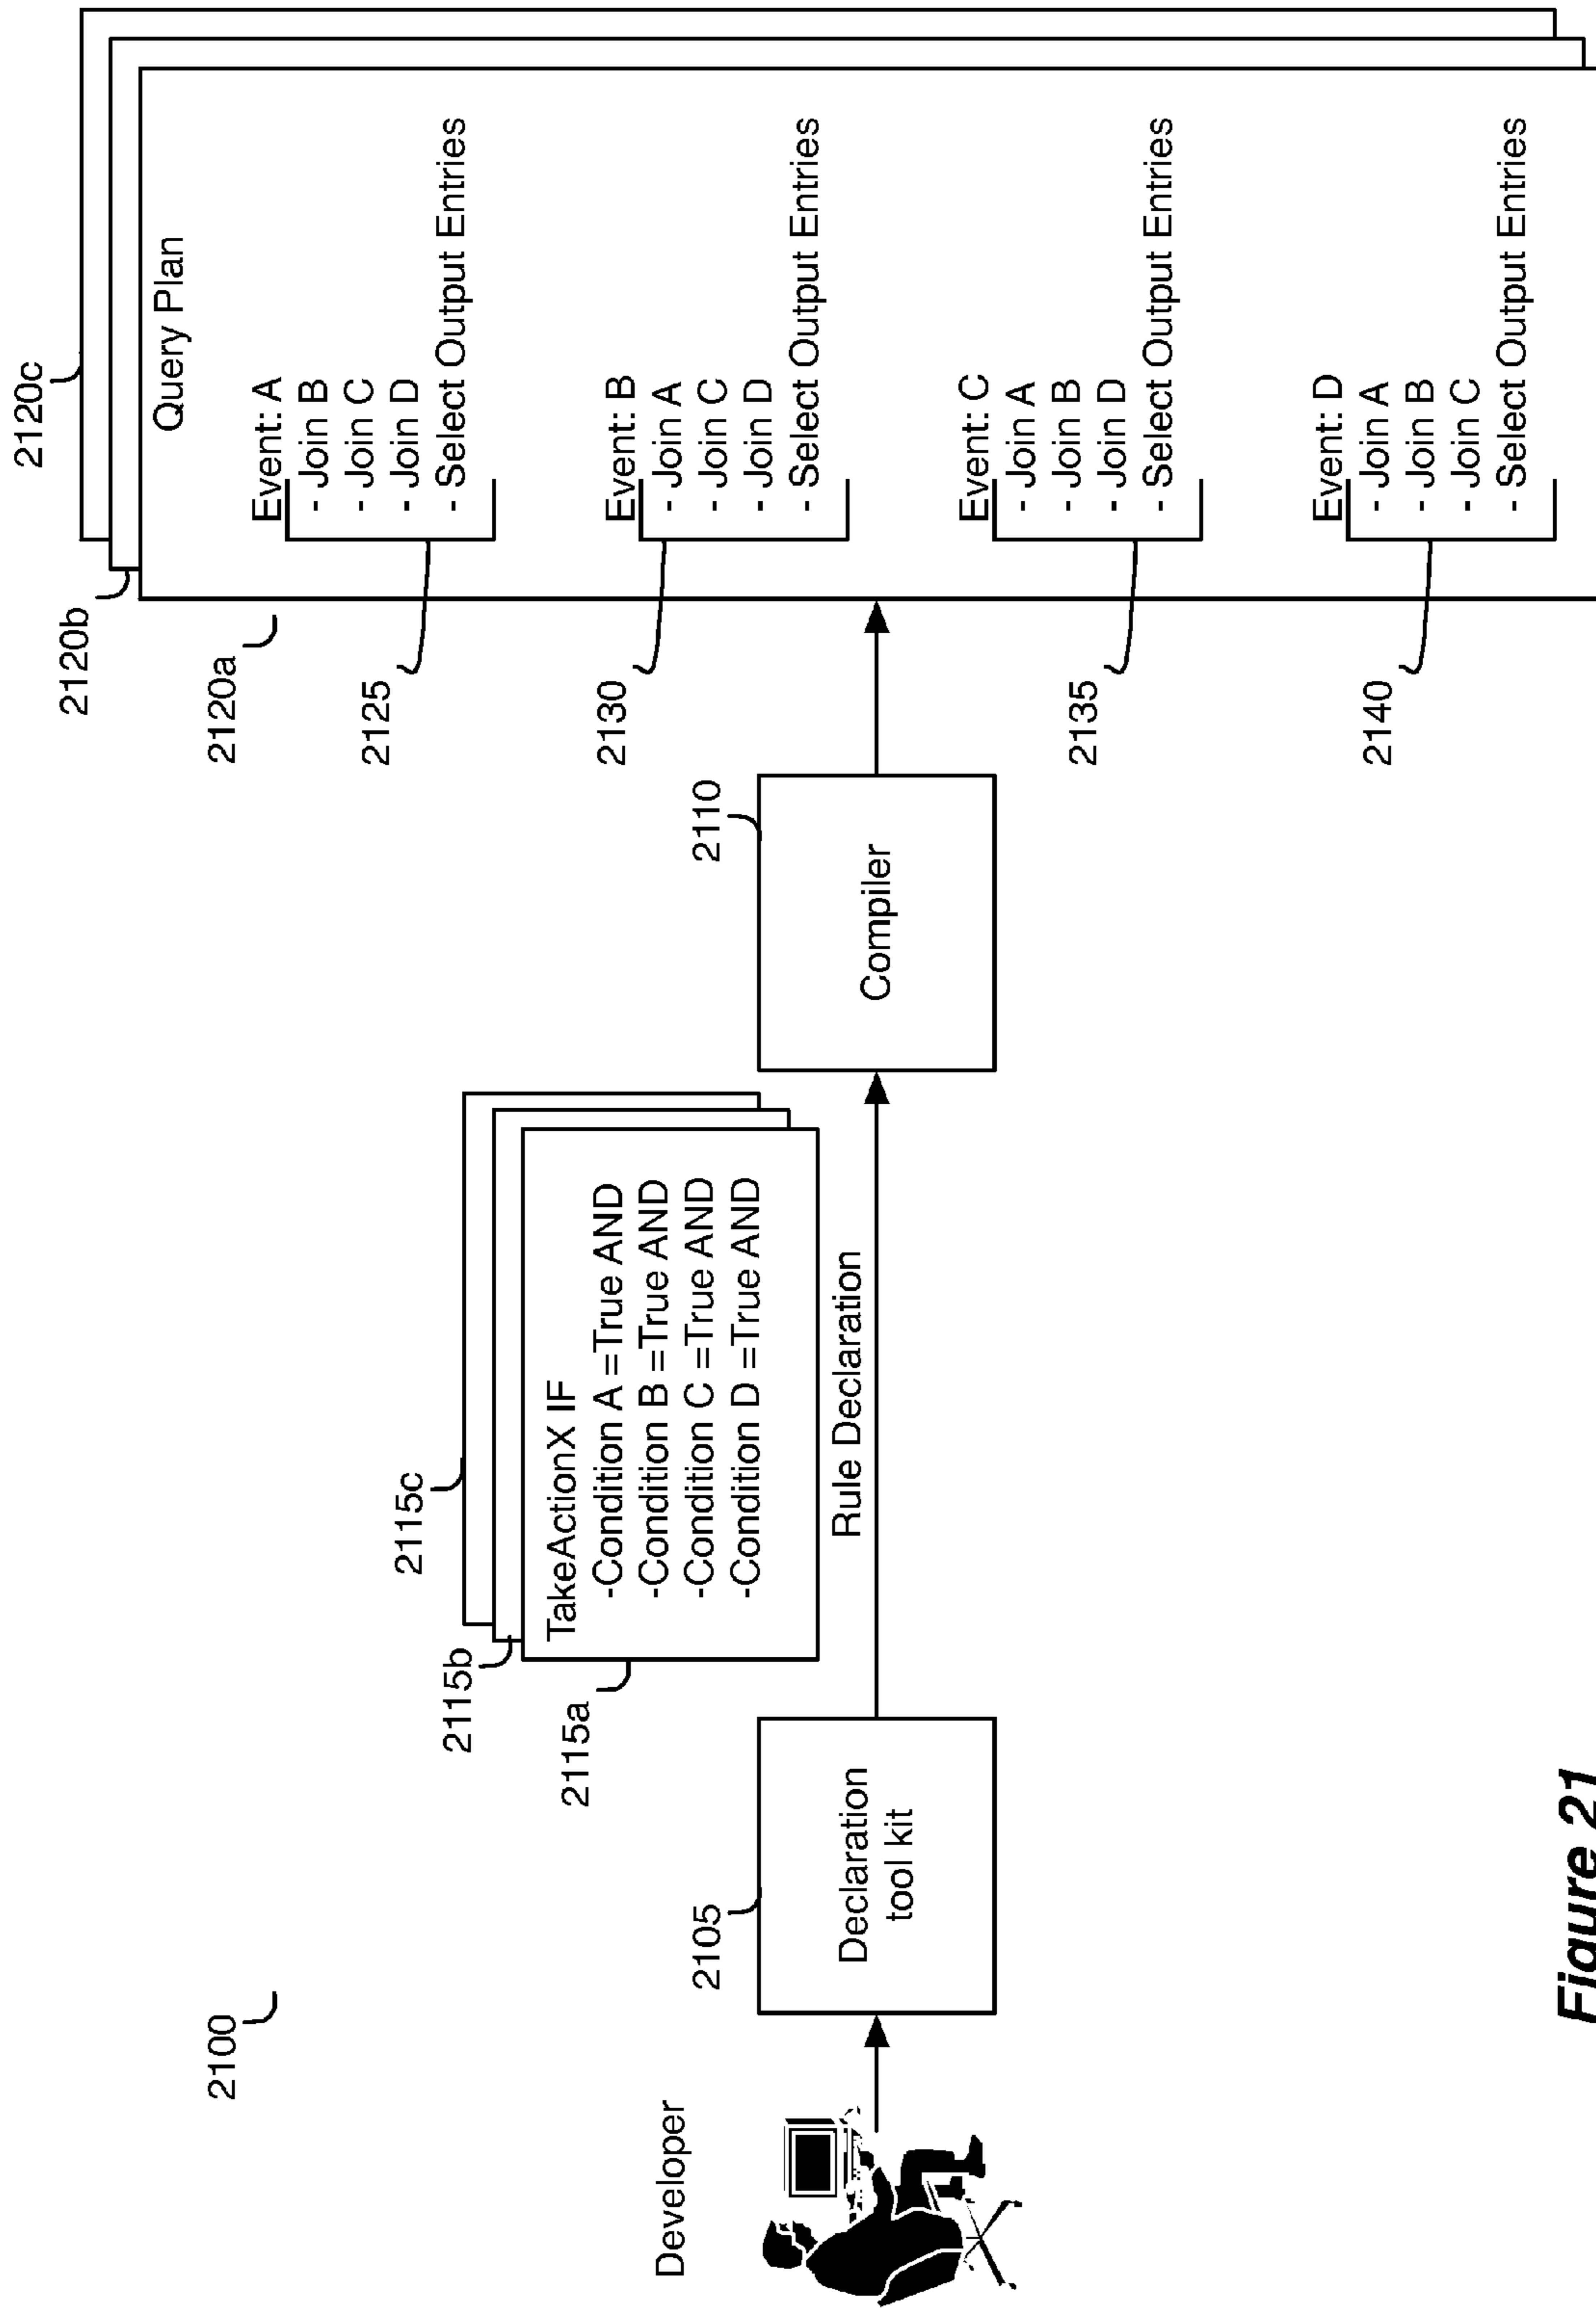 2100
Developer
2105
Declaration
tool kit
2115a
2115b
2115c
TakeActionX IF
-Condition A =True AND
-Condition B =True AND
-Condition C =True AND
-Condition D =True AND
Rule Declaration
2110
Compiler
2120a
2120b
2120c
Query Plan
2125
Event: A
- Join B
- Join C
- Join D
- Select Output Entries
2130
Event: B
- Join A
- Join C
- Join D
- Select Output Entries
2135
Event: C
- Join A
- Join B
- Join D
- Select Output Entries
2140
Event: D
- Join A
- Join B
- Join C
- Select Output Entries
Figure 21